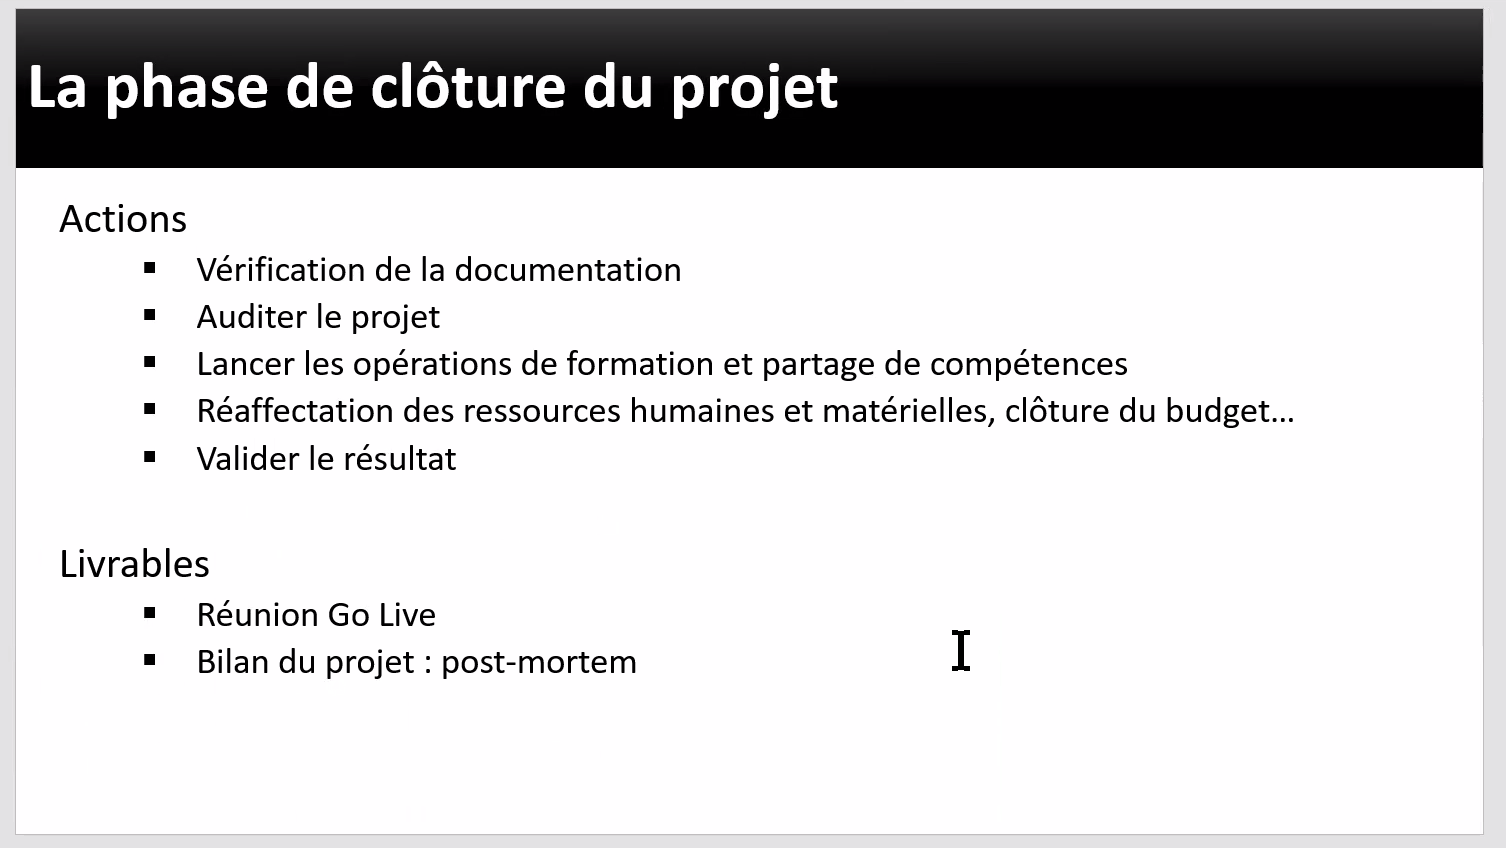 La phase de clôture du projet
Actions
▪ Vérification de la documentation
▪ Auditer le projet
▪ Lancer les opérations de formation et partage de compétences
▪ Réaffectation des ressources humaines et matérielles, clôture du budget…
▪ Valider le résultat
Livrables
▪ Réunion Go Live
▪ Bilan du projet : post-mortem